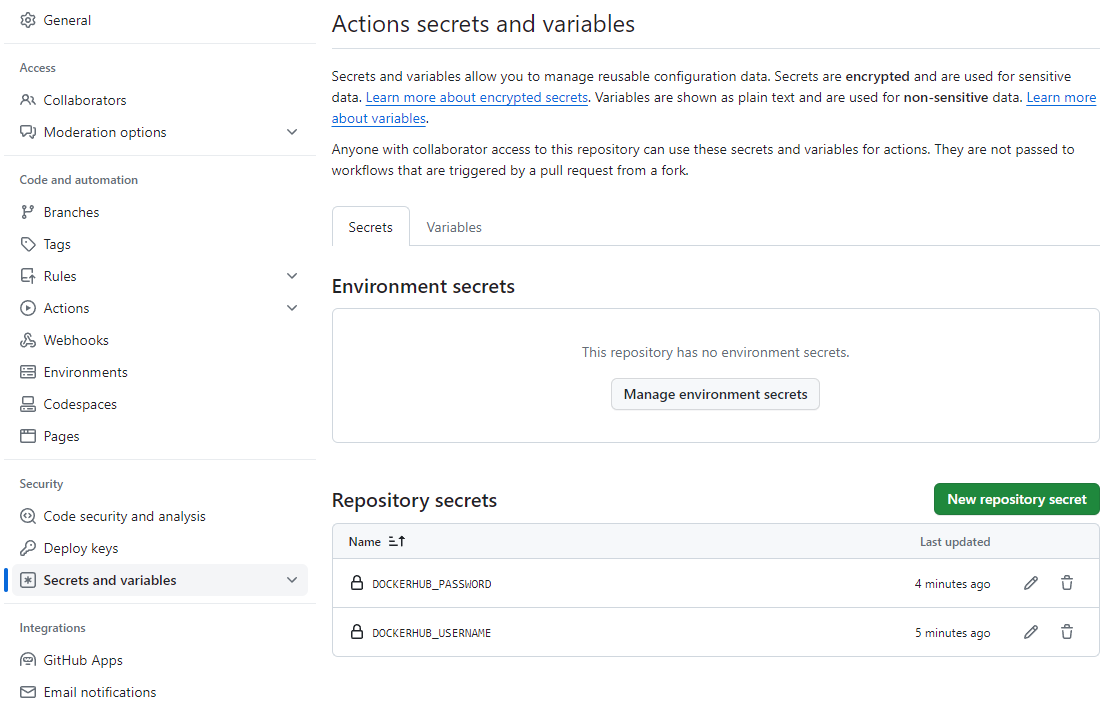 General
Access
Collaborators
Moderation options
Code and automation
Branches
Tags
Rules
Actions
Webhooks
Environments
Codespaces
Pages
Security
Code security and analysis
Deploy keys
Secrets and variables
Integrations
GitHub Apps
Email notifications
Actions secrets and variables
Secrets and variables allow you to manage reusable configuration data. Secrets are encrypted and are used for sensitive
data. Learn more about encrypted secrets. Variables are shown as plain text and are used for non-sensitive data. Learn more
about variables.
Anyone with collaborator access to this repository can use these secrets and variables for actions. They are not passed to
workflows that are triggered by a pull request from a fork.
Secrets Variables
Environment secrets
This repository has no environment secrets.
Manage environment secrets
Repository secrets New repository secret
Name Last updated
DOCKERHUB_PASSWORD 4 minutes ago
DOCKERHUB_USERNAME 5 minutes ago